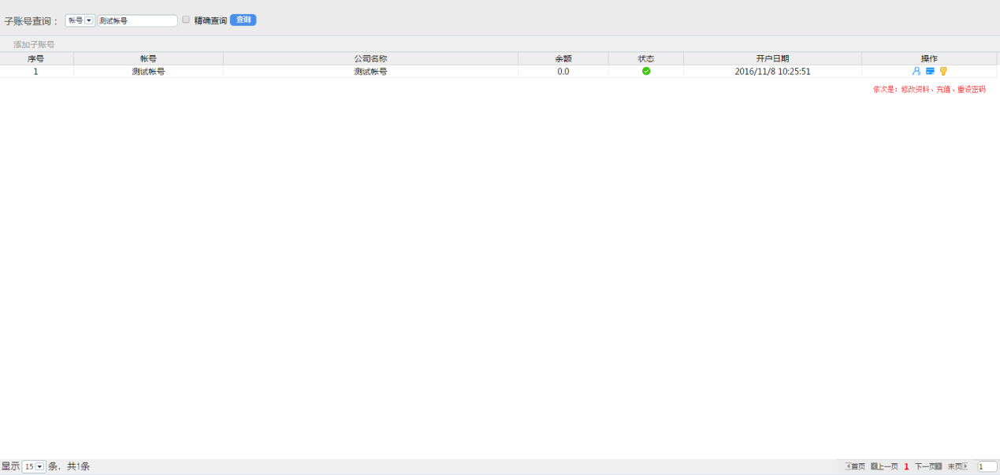 子账号查询： 帐号 测试帐号 精确查询 查询
添加子账号
序号 帐号 公司名称 余额 状态 开户日期 操作
1 测试帐号 测试帐号 0.0 2016/11/8 10:25:51
依次是：修改资料、充值、重设密码
显示 15 条，共1条 首页 上一页 1 下一页 末页 1